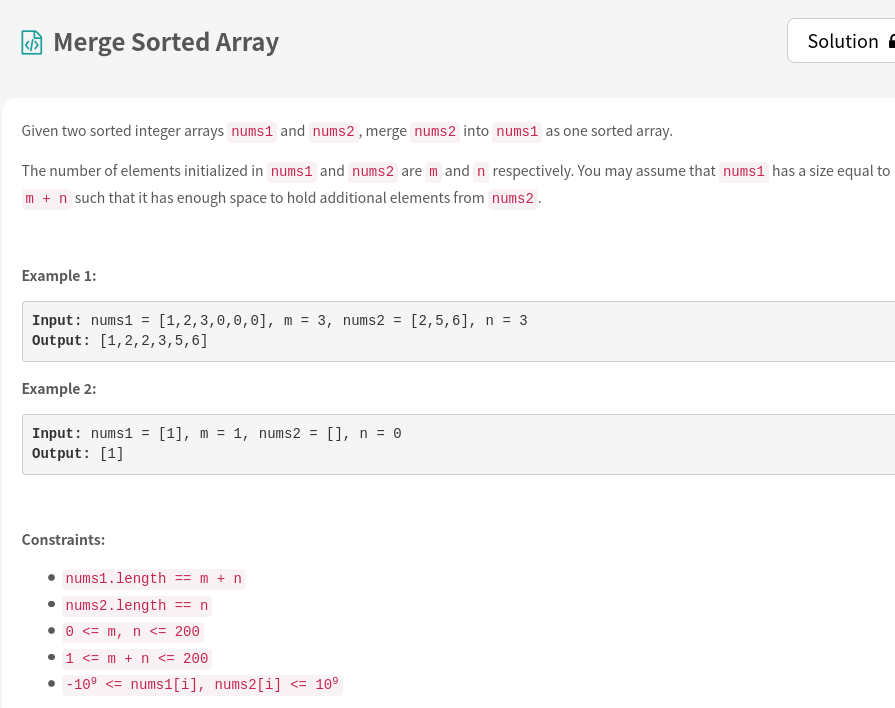 Merge Sorted Array
Solution
Given two sorted integer arrays nums1 and nums2, merge nums2 into nums1 as one sorted array.
The number of elements initialized in nums1 and nums2 are m and n respectively. You may assume that nums1 has a size equal to
m + n such that it has enough space to hold additional elements from nums2.
Example 1:
Input: nums1 = [1,2,3,0,0,0], m = 3, nums2 = [2,5,6], n = 3
Output: [1,2,2,3,5,6]
Example 2:
Input: nums1 = [1], m = 1, nums2 = [], n = 0
Output: [1]
Constraints:
• nums1.length == m + n
• nums2.length == n
• 0 <= m, n <= 200
• 1 <= m + n <= 200
• -10⁹ <= nums1[i], nums2[i] <= 10⁹